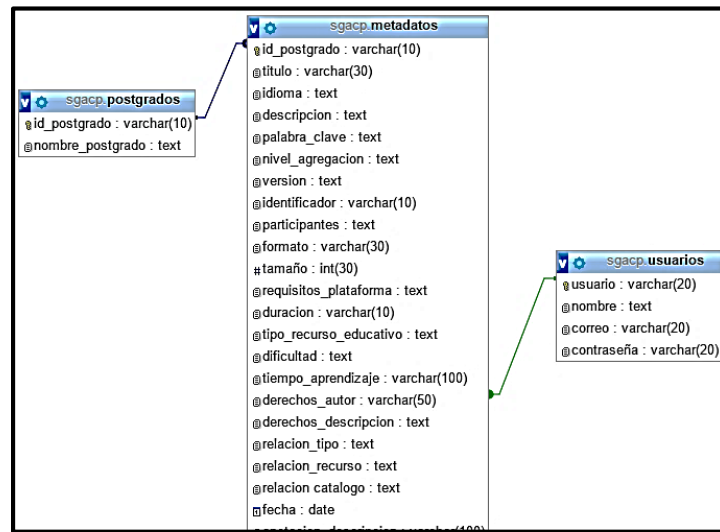 sgacp.metadatos
id_postgrado : varchar(10)
titulo : varchar(30)
idioma : text
descripcion : text
palabra_clave : text
nivel_agregacion : text
version : text
identificador : varchar(10)
participantes : text
formato : varchar(30)
# tamaño : int(30)
requisitos_plataforma : text
duracion : varchar(10)
tipo_recurso_educativo : text
dificultad : text
tiempo_aprendizaje : varchar(100)
derechos_autor : varchar(50)
derechos_descripcion : text
relacion_tipo : text
relacion_recurso : text
relacion catalogo : text
fecha : date
sgacp.postgrados
id_postgrado : varchar(10)
nombre_postgrado : text
sgacp.usuarios
usuario : varchar(20)
nombre : text
correo : varchar(20)
contraseña : varchar(20)